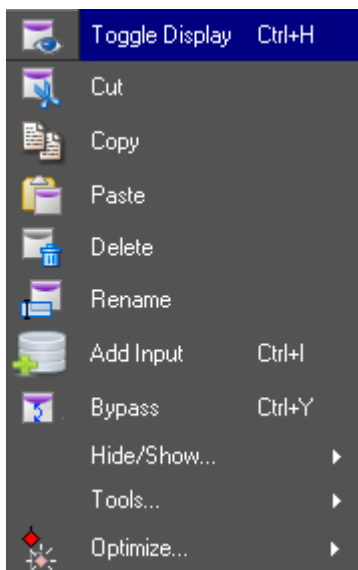 Toggle Display Ctrl+H
Cut
Copy
Paste
Delete
Rename
Add Input Ctrl+I
Bypass Ctrl+Y
Hide/Show...
Tools...
Optimize...